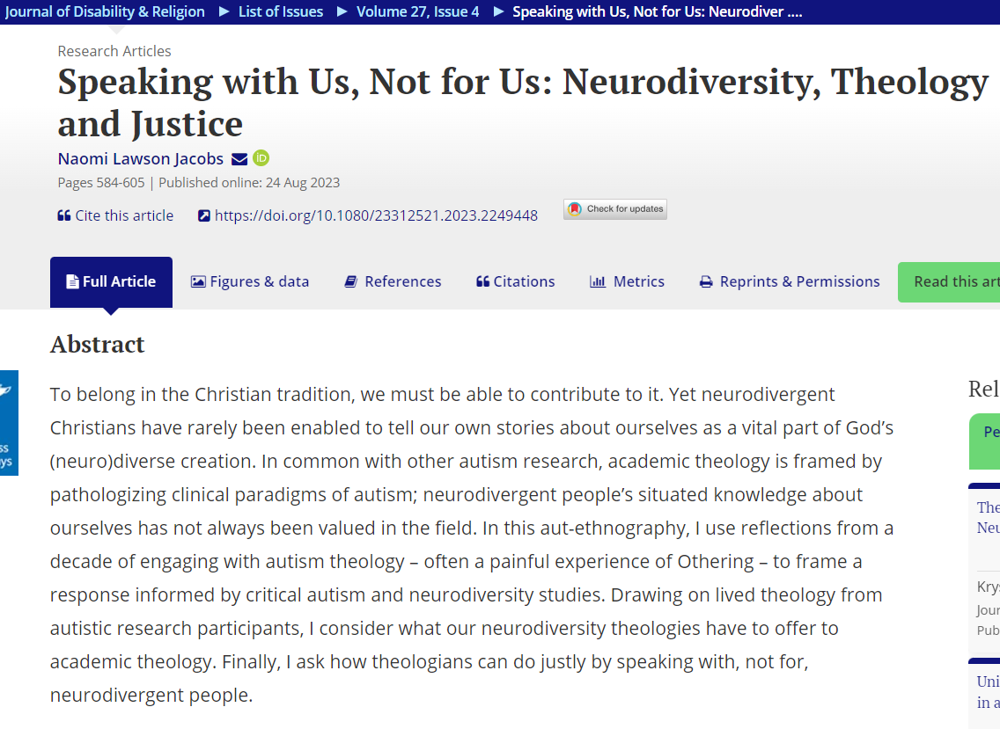 Journal of Disability & Religion ▶ List of Issues ▶ Volume 27, Issue 4 ▶ Speaking with Us, Not for Us: Neurodiver ....
Research Articles
Speaking with Us, Not for Us: Neurodiversity, Theology
and Justice
Naomi Lawson Jacobs iD
Pages 584-605 | Published online: 24 Aug 2023
Cite this article https://doi.org/10.1080/23312521.2023.2249448 Check for updates
Full Article Figures & data References Citations Metrics Reprints & Permissions Read this art
Abstract
To belong in the Christian tradition, we must be able to contribute to it. Yet neurodivergent
Christians have rarely been enabled to tell our own stories about ourselves as a vital part of God’s
(neuro)diverse creation. In common with other autism research, academic theology is framed by
pathologizing clinical paradigms of autism; neurodivergent people’s situated knowledge about
ourselves has not always been valued in the field. In this aut-ethnography, I use reflections from a
decade of engaging with autism theology – often a painful experience of Othering – to frame a
response informed by critical autism and neurodiversity studies. Drawing on lived theology from
autistic research participants, I consider what our neurodiversity theologies have to offer to
academic theology. Finally, I ask how theologians can do justly by speaking with, not for,
neurodivergent people.
ss
ys
Rel
Pe
The
Neu
Krys
Jour
Pub
Uni
in a